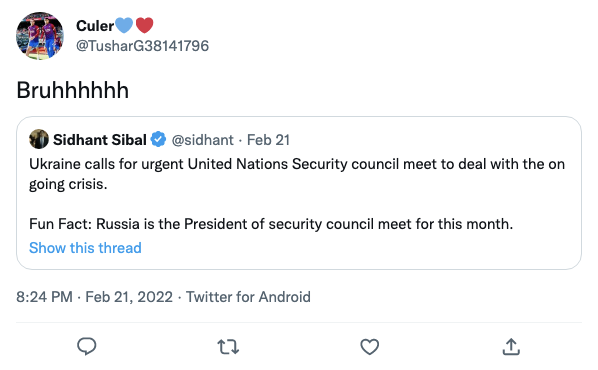 Culer🩵❤️
@TusharG38141796
Bruhhhhhh
Sidhant Sibal @sidhant · Feb 21
Ukraine calls for urgent United Nations Security council meet to deal with the on
going crisis.
Fun Fact: Russia is the President of security council meet for this month.
Show this thread
8:24 PM · Feb 21, 2022 · Twitter for Android